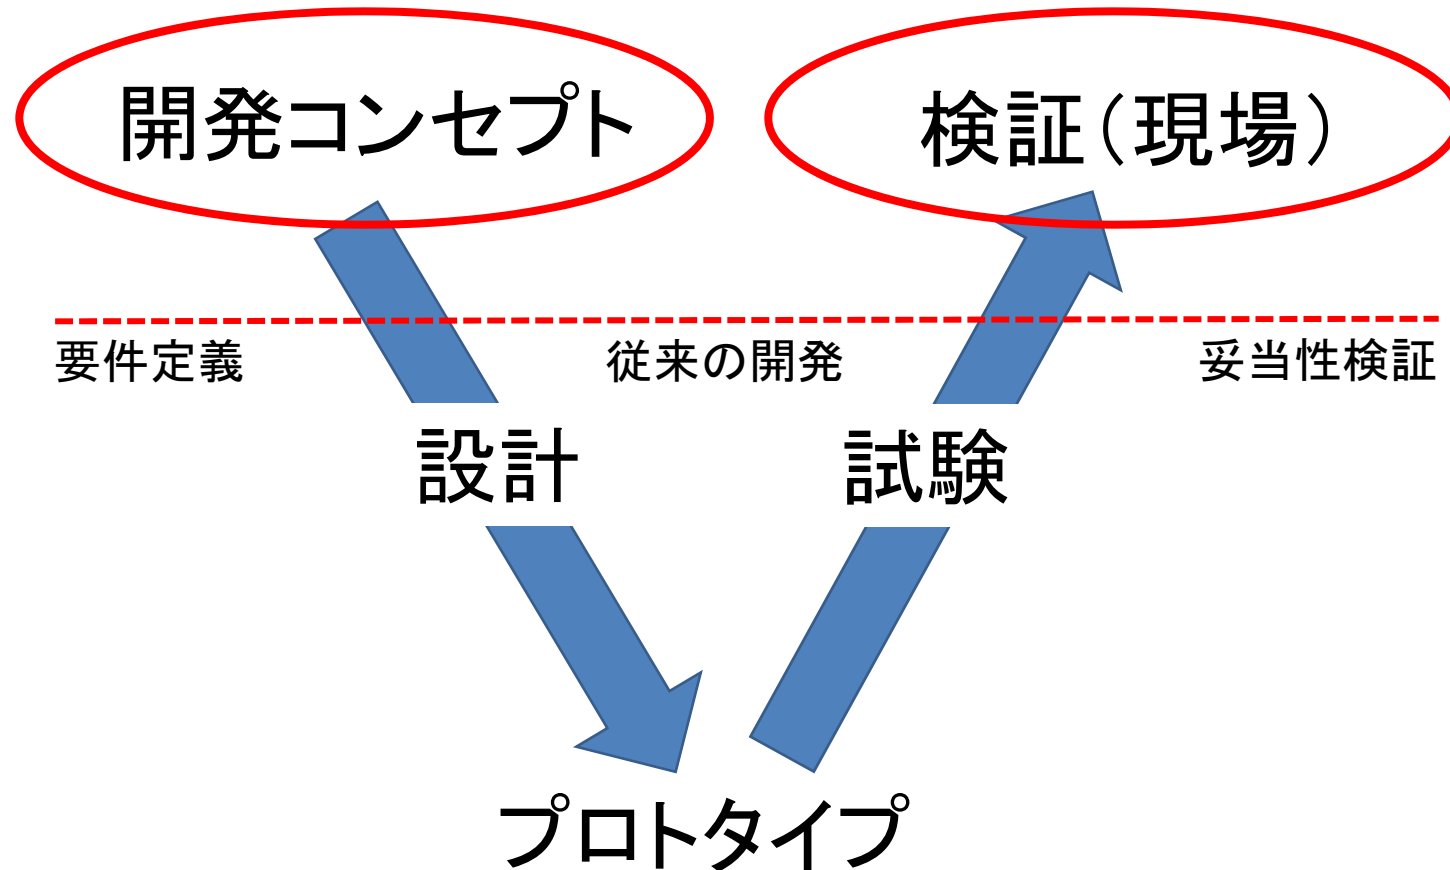 開発コンセプト
検証（現場）
要件定義
従来の開発
妥当性検証
設計
試験
プロトタイプ